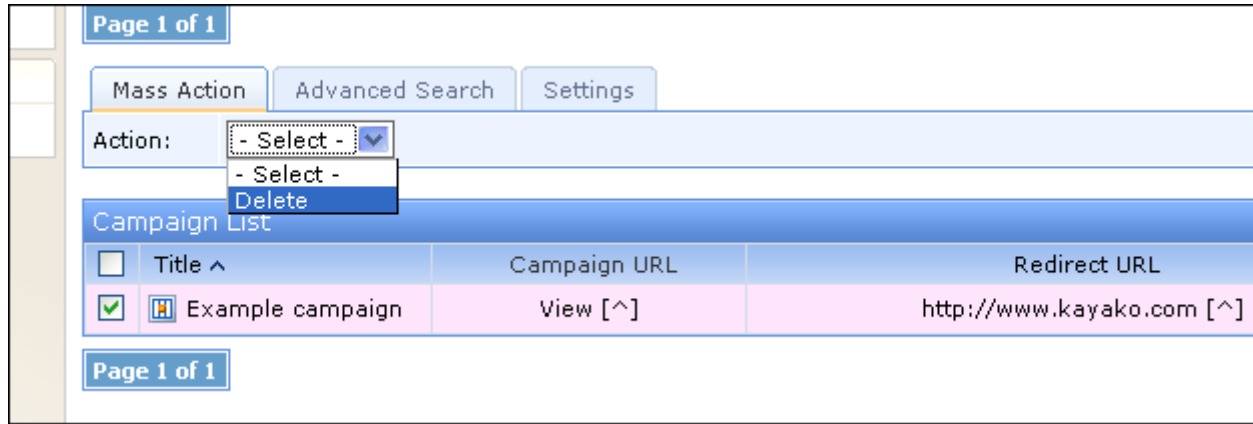 Page 1 of 1
Mass Action Advanced Search Settings
Action: - Select -
- Select -
Delete
Campaign List
Title Campaign URL Redirect URL
Example campaign View [^] http://www.kayako.com [^]
Page 1 of 1